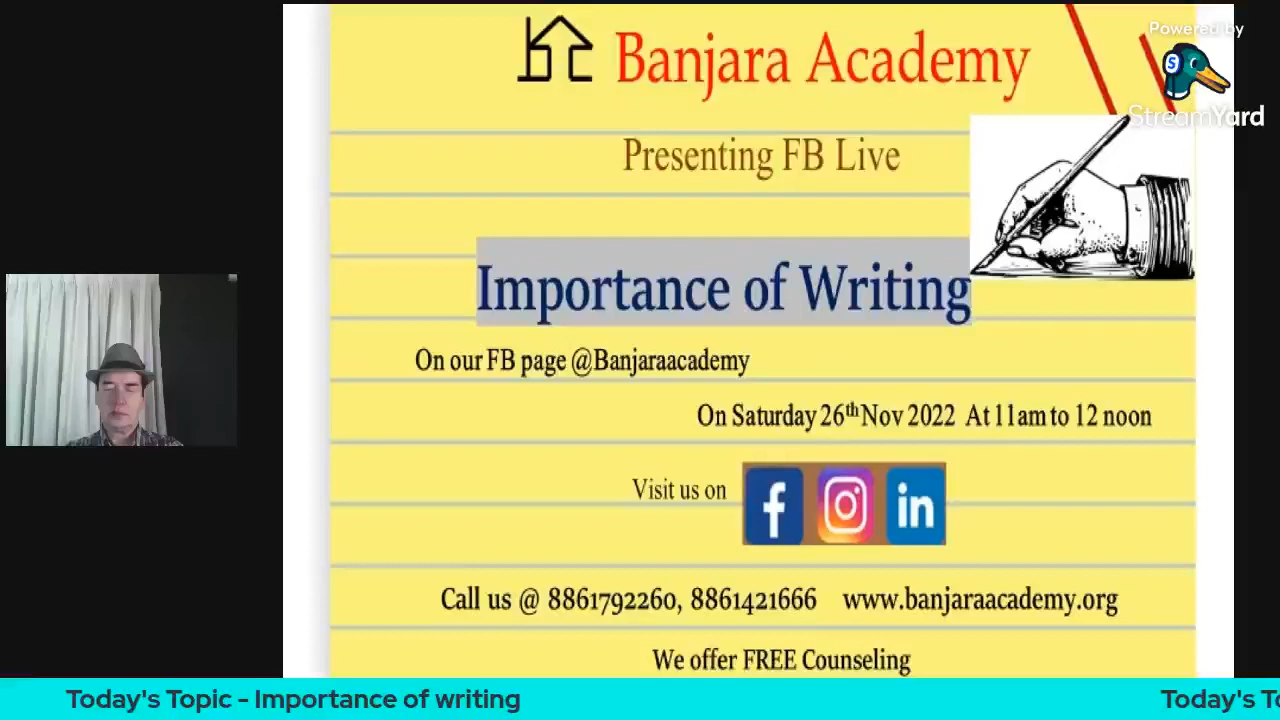 Banjara Academy
Powered by
StreamYard
Presenting FB Live
Importance of Writing
On our FB page @Banjaraacademy
On Saturday 26th Nov 2022 At 11am to 12 noon
Visit us on
f
in
Call us @ 8861792260, 8861421666 www.banjaraacademy.org
We offer FREE Counseling
Today's Topic - Importance of writing
Today's To